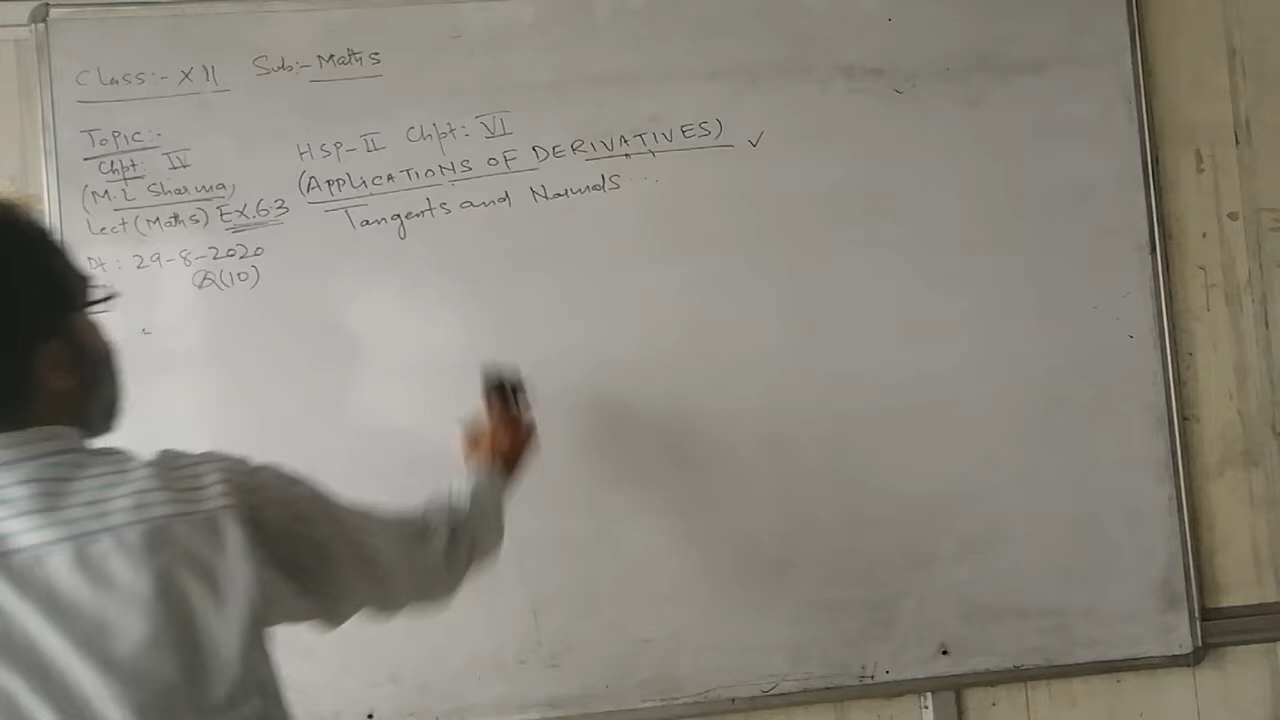 Class:- XII Sub:- Maths
Topic:-
Chpt: IV
(M.L Sharma,
Lect (Maths) EX.6.3
Dt: 29-8-2020
Q(10)
HSP-II Chpt: VI
(APPLICATIONS OF DERIVATIVES) ✓
Tangents and Normals ...